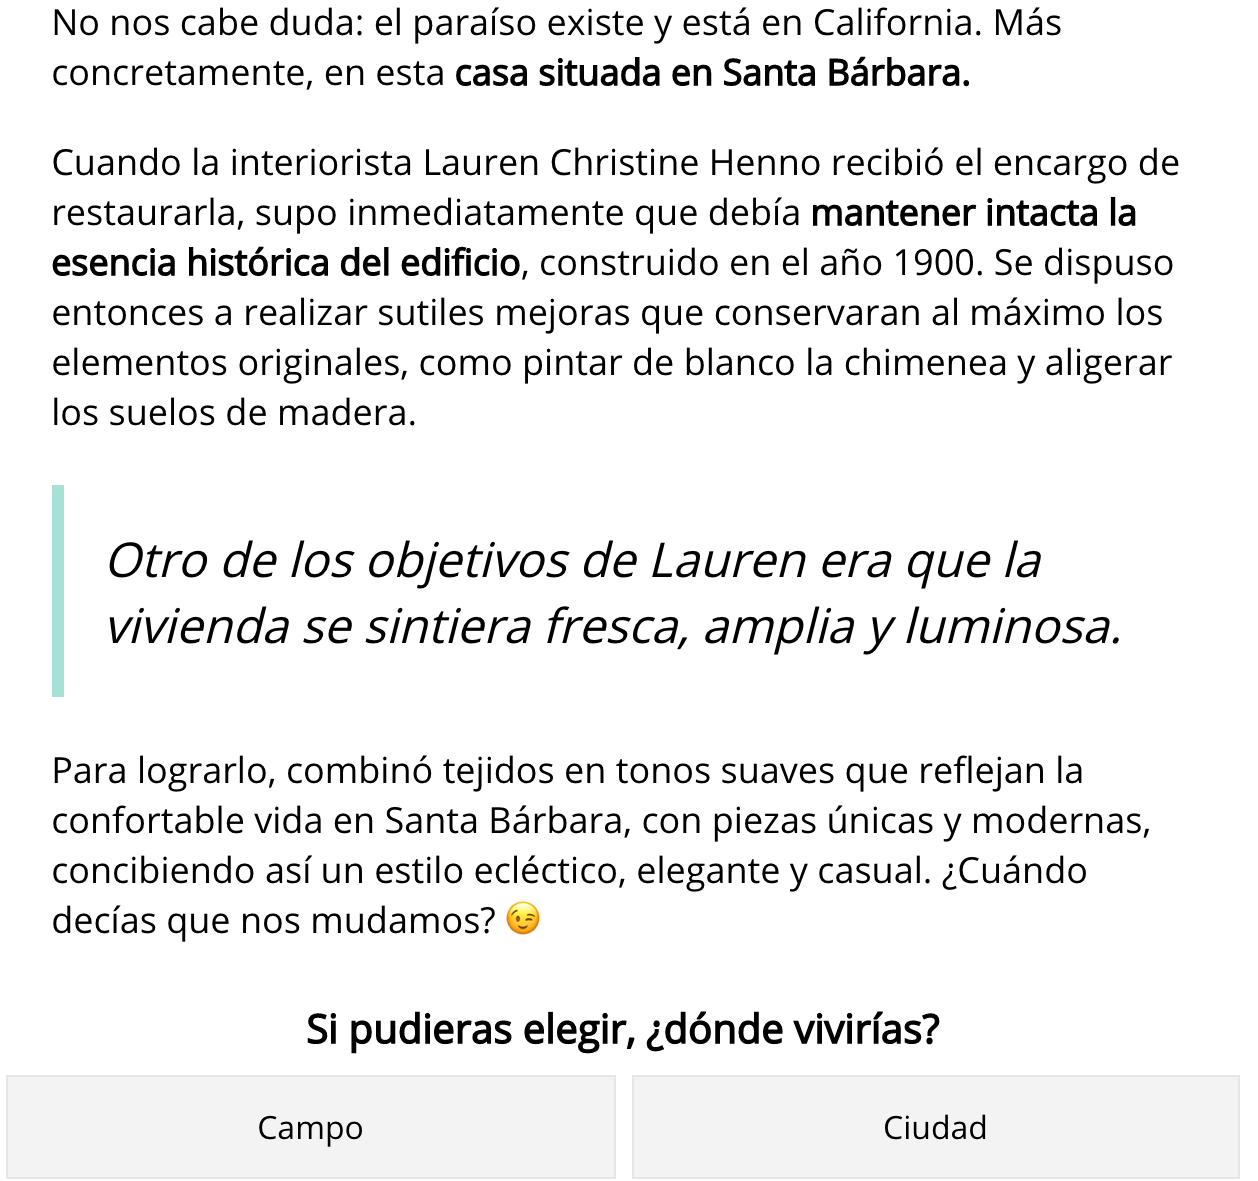 No nos cabe duda: el paraíso existe y está en California. Más
concretamente, en esta casa situada en Santa Bárbara.
Cuando la interiorista Lauren Christine Henno recibió el encargo de
restaurarla, supo inmediatamente que debía mantener intacta la
esencia histórica del edificio, construido en el año 1900. Se dispuso
entonces a realizar sutiles mejoras que conservaran al máximo los
elementos originales, como pintar de blanco la chimenea y aligerar
los suelos de madera.
Otro de los objetivos de Lauren era que la
vivienda se sintiera fresca, amplia y luminosa.
Para lograrlo, combinó tejidos en tonos suaves que reflejan la
confortable vida en Santa Bárbara, con piezas únicas y modernas,
concibiendo así un estilo ecléctico, elegante y casual. ¿Cuándo
decías que nos mudamos? 😉
Si pudieras elegir, ¿dónde vivirías?
Campo
Ciudad